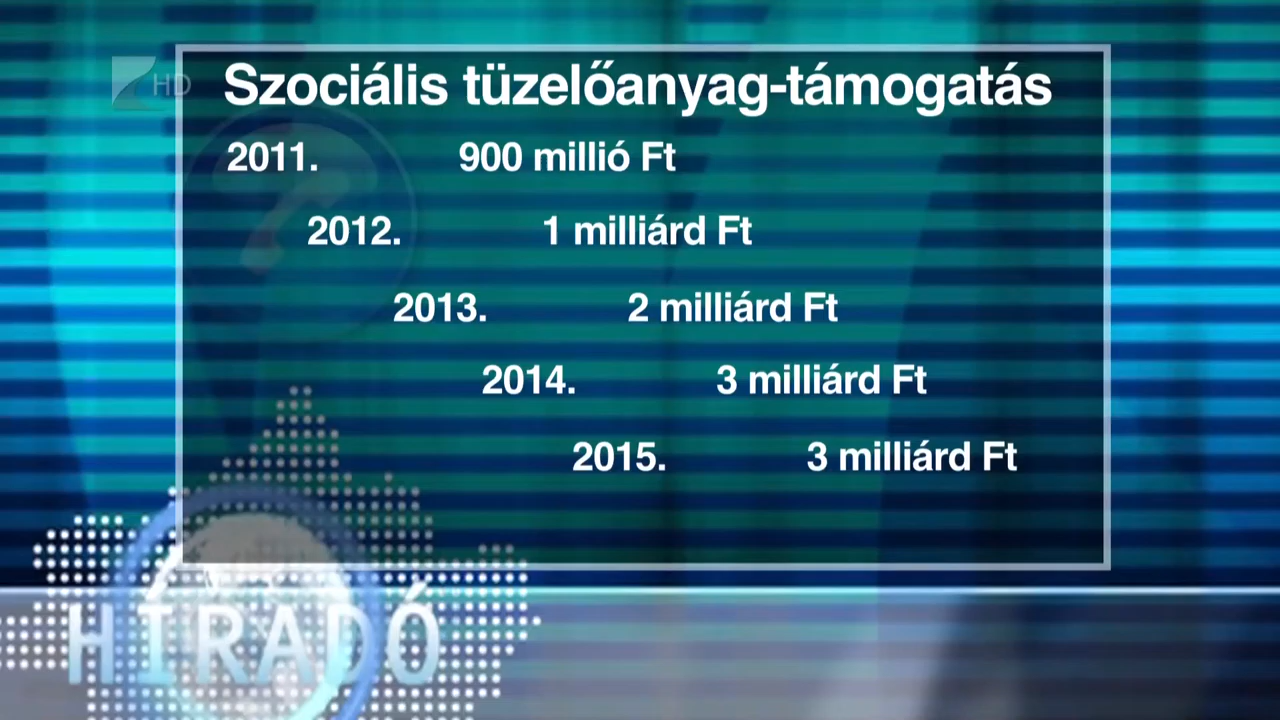 HD
Szociális tüzelőanyag-támogatás
2011. 900 millió Ft
2012. 1 milliárd Ft
2013. 2 milliárd Ft
2014. 3 milliárd Ft
2015. 3 milliárd Ft
HÍRADÓ